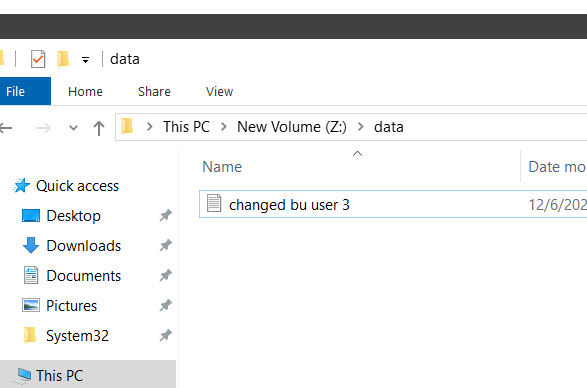 data
File Home Share View
This PC New Volume (Z:) data
Name Date mo
Quick access
changed bu user 3 12/6/202
Desktop
Downloads
Documents
Pictures
System32
This PC